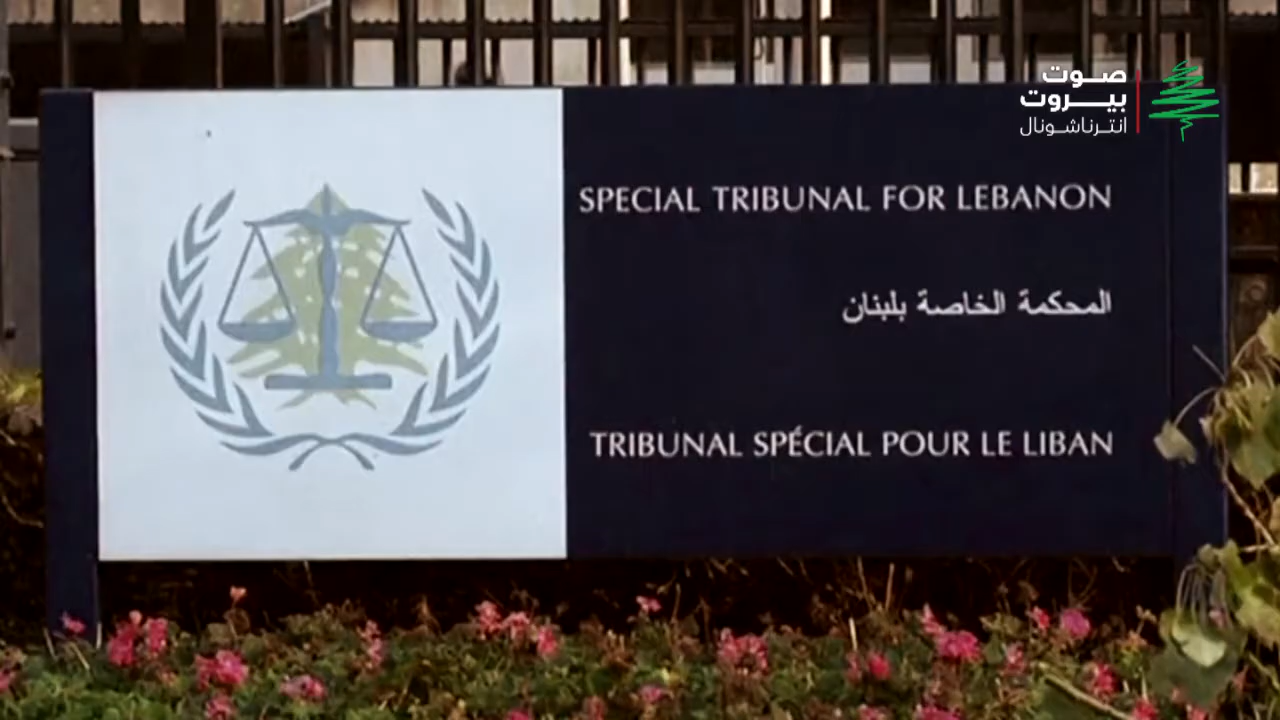 صوت
بيروت
انترناشونال
SPECIAL TRIBUNAL FOR LEBANON
المحكمة الخاصة بلبنان
TRIBUNAL SPÉCIAL POUR LE LIBAN